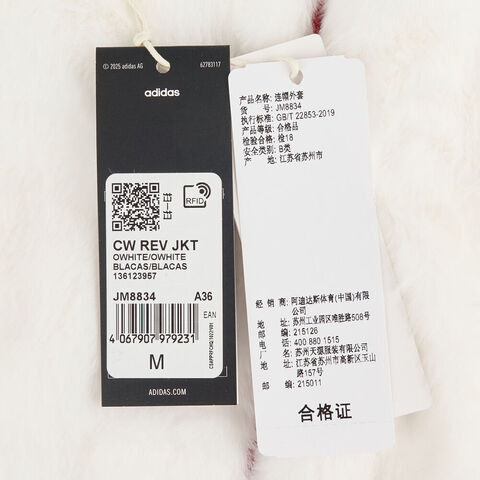 © 2025 adidas AG 62783117
adidas
RFID
CW REV JKT
OWHITE/OWHITE
BLACAS/BLACAS
136123957
JM8834 A36
EAN
4 067907 979231
M
ADIDAS.COM
产品名称: 连帽外套
货 号: JM8834
执行标准: GB/T 22853-2019
产品等级: 合格品
检验合格: 检18
安全类别: B类
产 地: 江苏省苏州市
经 销 商: 阿迪达斯体育(中国)有限
公司
地 址: 苏州工业园区唯胜路508号
邮 编: 215126
电 话: 400 880 1515
厂 名: 苏州天源服装有限公司
地 址: 江苏省苏州市高新区玉山
路157号
邮 编: 215011
合格证